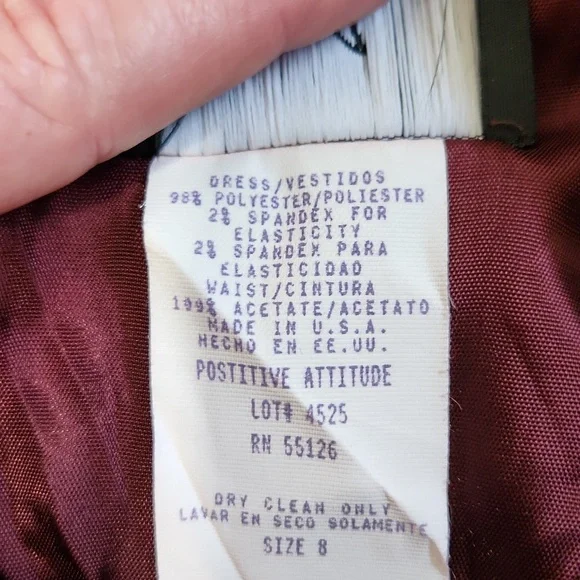 DRESS/VESTIDOS
98% POLYESTER/POLIESTER
2% SPANDEX FOR
ELASTICITY
2% SPANDEX PARA
ELASTICIDAD
WAIST/CINTURA
100% ACETATE/ACETATO
MADE IN U.S.A.
HECHO EN EE.UU.
POSTITIVE ATTITUDE
LOT# 4525
RN 55126
DRY CLEAN ONLY
LAVAR EN SECO SOLAMENTE
SIZE 8